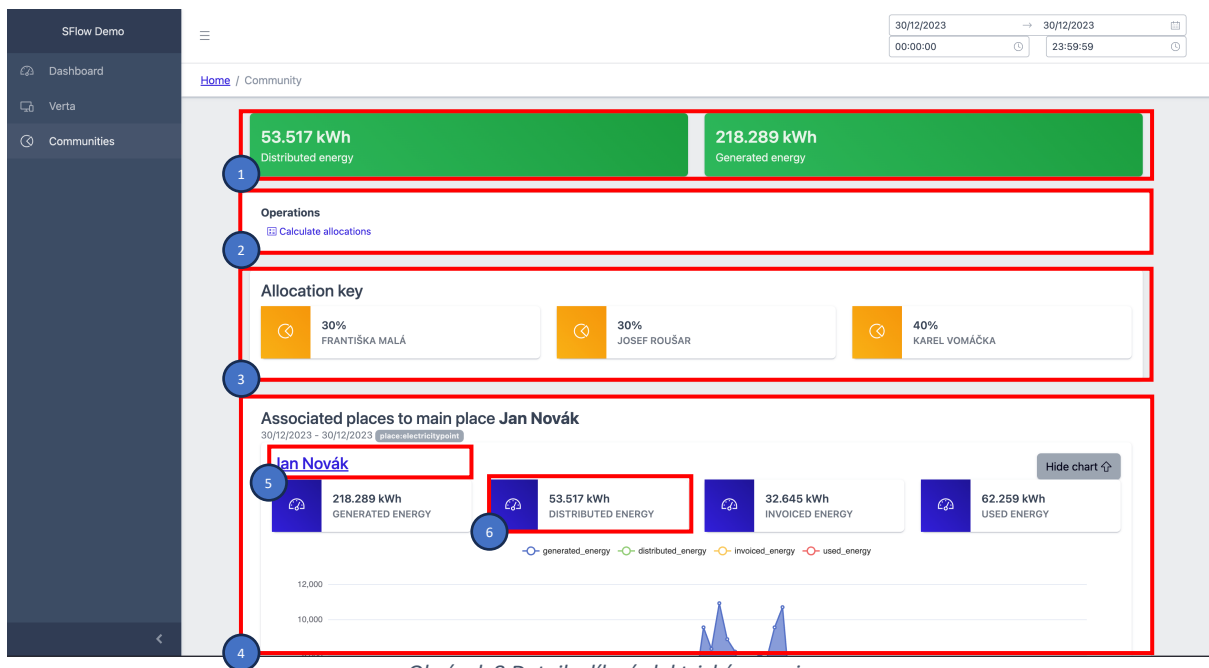 SFlow Demo
30/12/2023 → 30/12/2023
00:00:00 23:59:59
Dashboard
Home / Community
Verta
Communities
53.517 kWh
Distributed energy
218.289 kWh
Generated energy
1
Operations
Calculate allocations
2
Allocation key
30%
FRANTIŠKA MALÁ
30%
JOSEF ROUŠAR
40%
KAREL VOMÁČKA
3
Associated places to main place Jan Novák
30/12/2023 - 30/12/2023 place:electricitypoint
Jan Novák
Hide chart
5
218.289 kWh
GENERATED ENERGY
53.517 kWh
DISTRIBUTED ENERGY
32.645 kWh
INVOICED ENERGY
62.259 kWh
USED ENERGY
6
generated_energy distributed_energy invoiced_energy used_energy
12,000
10,000
4